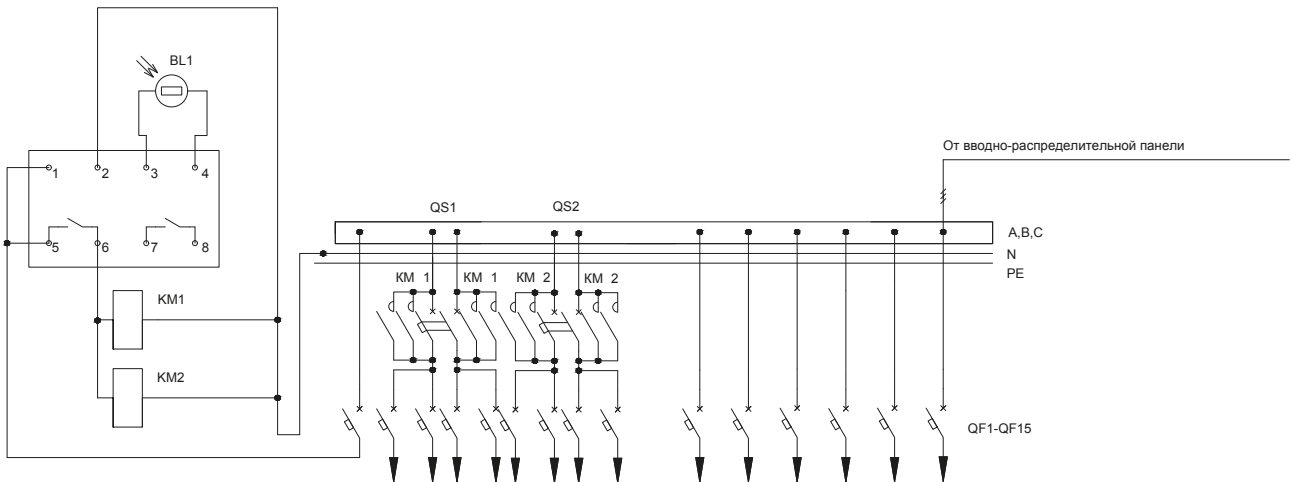 BL1
От вводно-распределительной панели
1 2 3 4
QS1 QS2
A,B,C
5 6 7 8
N
PE
KM 1 KM 1 KM 2 KM 2
KM1
KM2
QF1-QF15